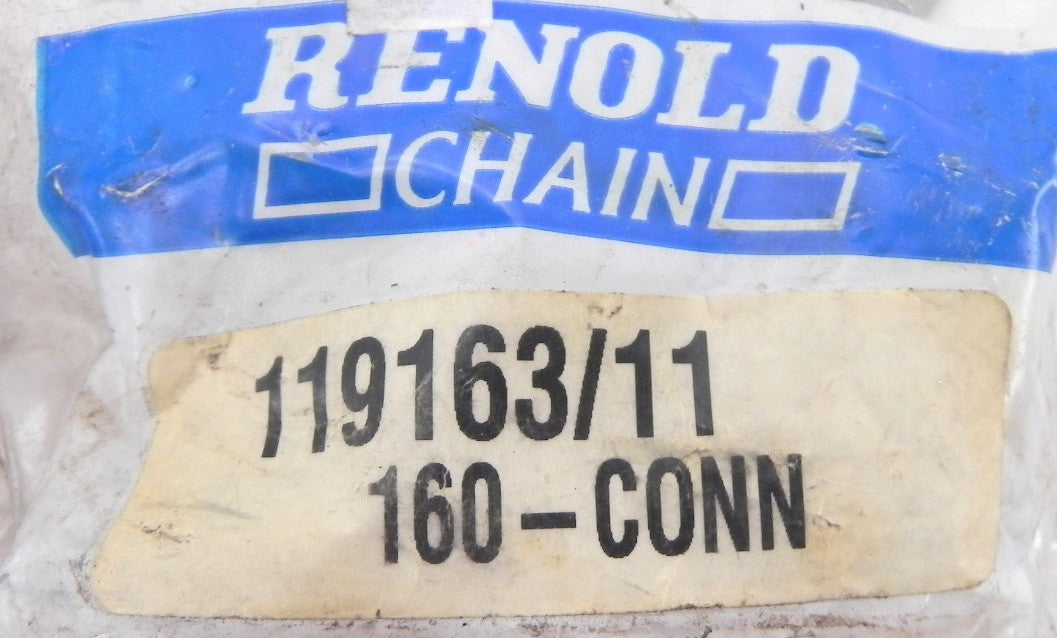 RENOLD
CHAIN
119163/11
160-CONN